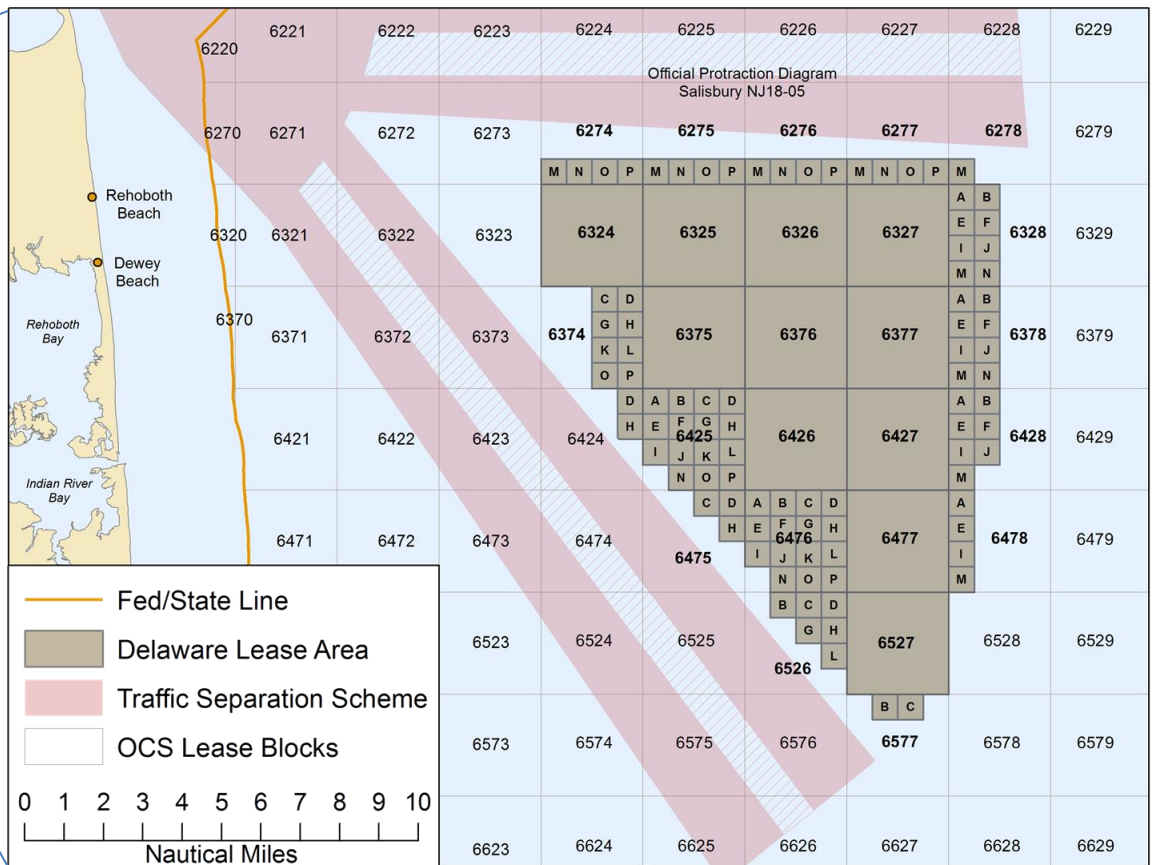 6221 6222 6223 6224 6225 6226 6227 6228 6229
6220
Official Protraction Diagram
Salisbury NJ18-05
6270 6271 6272 6273 6274 6275 6276 6277 6278 6279
M N O P M N O P M N O P M N O P M
Rehoboth
Beach
A B
E F
6320 6321 6322 6323 6324 6325 6326 6327 6328 6329
I J
Dewey
Beach
M N
C D A B
6370
Rehoboth
Bay
G H E F
6371 6372 6373 6374 6375 6376 6377 6378 6379
K L I J
O P M N
D A B C D A B
H E F G H E F
6421 6422 6423 6424 6425 6426 6427 6428 6429
I J K L I J
N O P M
Indian River
Bay
C D A B C D A
H E F G H E
6471 6472 6473 6474 6475 6476 6477 6478 6479
I J K L I
N O P M
B C D
G H
6523 6524 6525 6526 6527 6528 6529
L
B C
6573 6574 6575 6576 6577 6578 6579
6623 6624 6625 6626 6627 6628 6629
Fed/State Line
Delaware Lease Area
Traffic Separation Scheme
OCS Lease Blocks
0 1 2 3 4 5 6 7 8 9 10
Nautical Miles